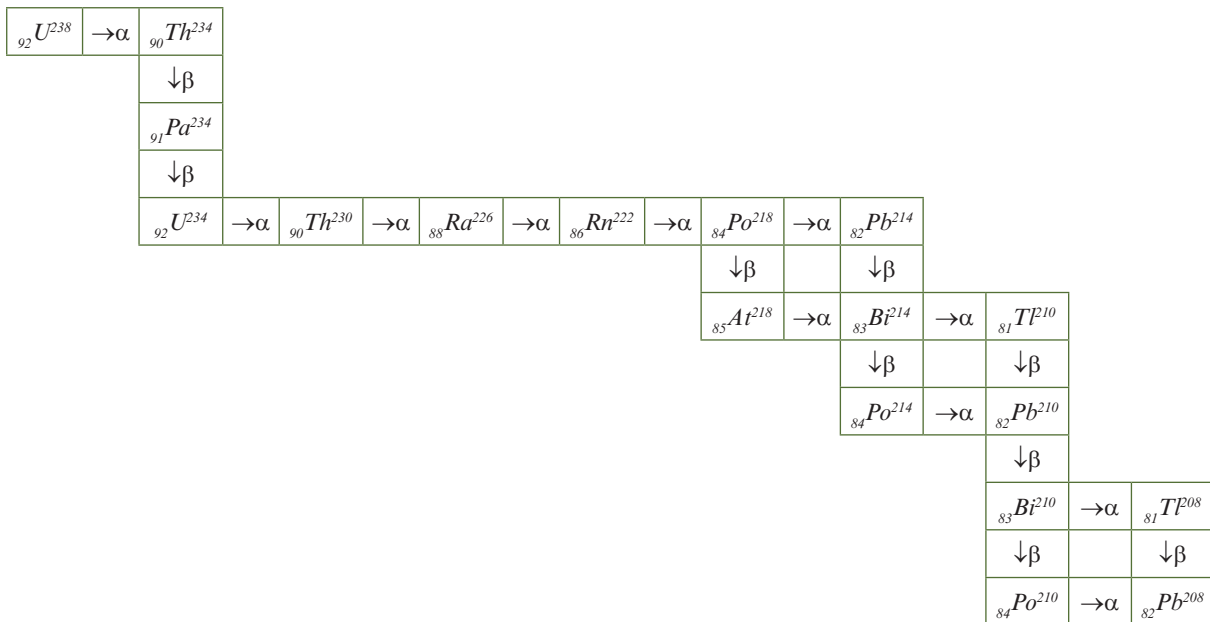 ₉₂U²³⁸ →α ₉₀Th²³⁴
↓β
₉₁Pa²³⁴
↓β
₉₂U²³⁴ →α ₉₀Th²³⁰ →α ₈₈Ra²²⁶ →α ₈₆Rn²²² →α ₈₄Po²¹⁸ →α ₈₂Pb²¹⁴
↓β ↓β
₈₅At²¹⁸ →α ₈₃Bi²¹⁴ →α ₈₁Tl²¹⁰
↓β ↓β
₈₄Po²¹⁴ →α ₈₂Pb²¹⁰
↓β
₈₃Bi²¹⁰ →α ₈₁Tl²⁰⁸
↓β ↓β
₈₄Po²¹⁰ →α ₈₂Pb²⁰⁸